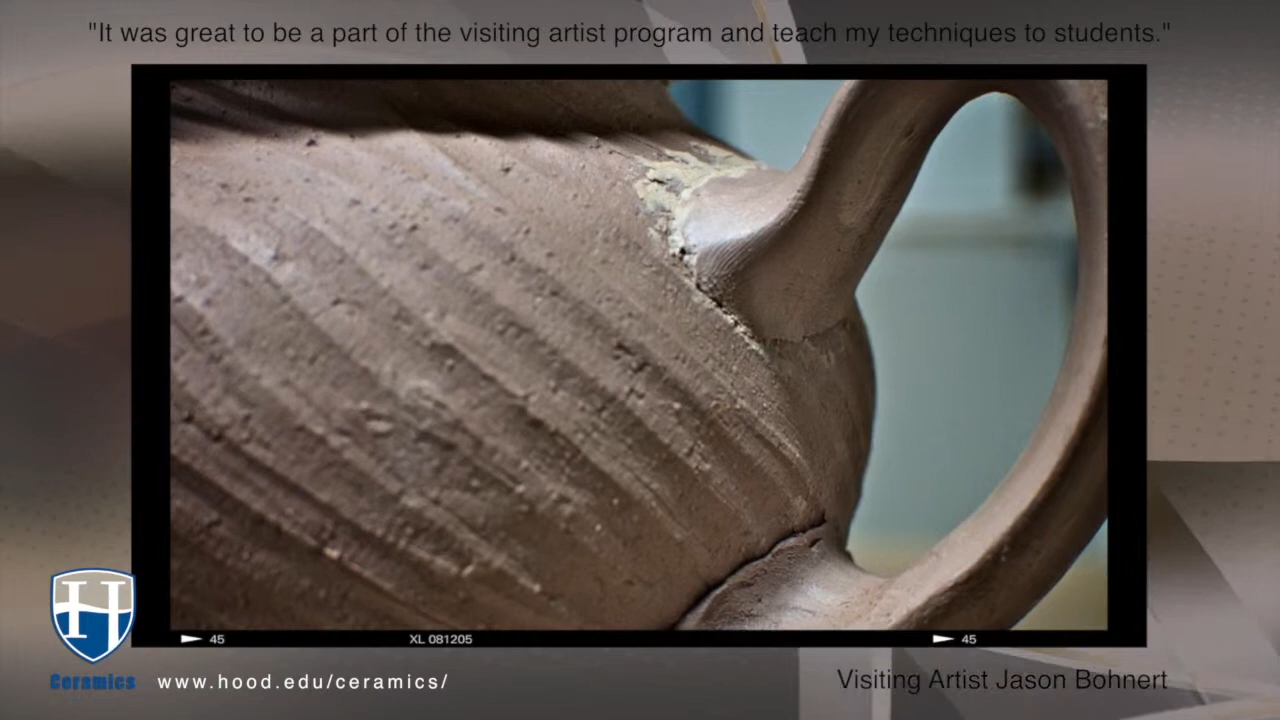 "It was great to be a part of the visiting artist program and teach my techniques to students."
45
XL 081205
45
H
Ceramics
www.hood.edu/ceramics/
Visiting Artist Jason Bohnert